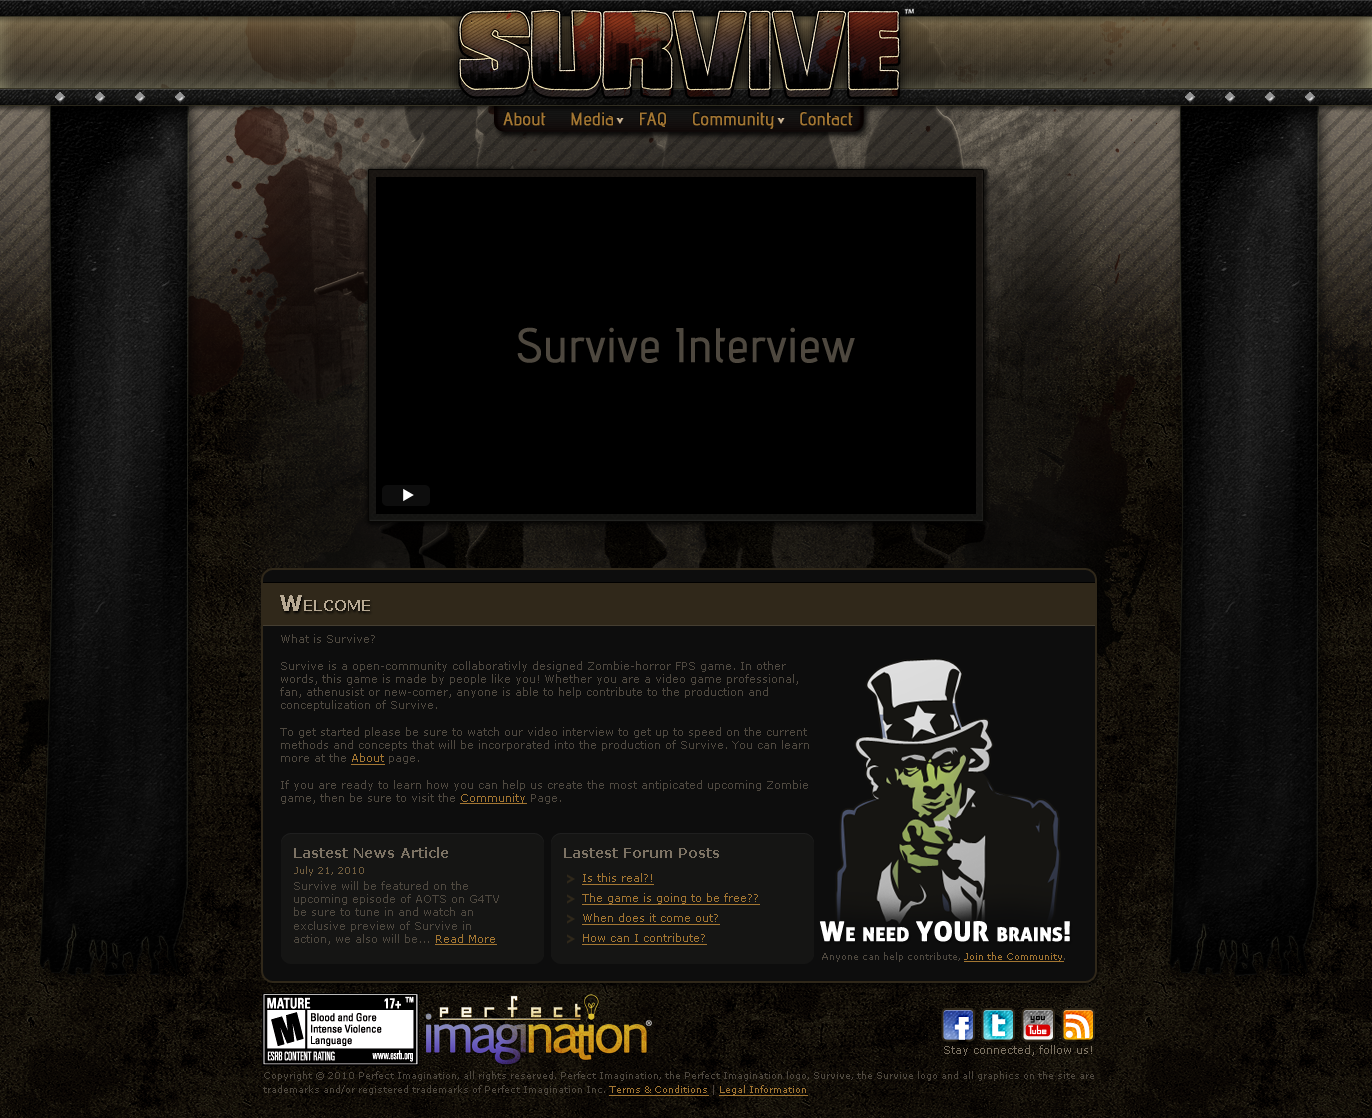 SURVIVE™
About Media FAQ Community Contact
Survive Interview
WELCOME
What is Survive?
Survive is a open-community collaborativly designed Zombie-horror FPS game. In other
words, this game is made by people like you! Whether you are a video game professional,
fan, athenusist or new-comer, anyone is able to help contribute to the production and
conceptulization of Survive.
To get started please be sure to watch our video interview to get up to speed on the current
methods and concepts that will be incorporated into the production of Survive. You can learn
more at the About page.
If you are ready to learn how you can help us create the most antipicated upcoming Zombie
game, then be sure to visit the Community Page.
Lastest News Article
July 21, 2010
Survive will be featured on the
upcoming episode of AOTS on G4TV
be sure to tune in and watch an
exclusive preview of Survive in
action, we also will be... Read More
Lastest Forum Posts
Is this real?!
The game is going to be free??
When does it come out?
How can I contribute?
WE NEED YOUR BRAINS!
Anyone can help contribute, Join the Community.
MATURE 17+ ™
M
Blood and Gore
Intense Violence
Language
ESRB CONTENT RATING www.esrb.org
perfect
imagination®
f t You Tube
Stay connected, follow us!
Copyright © 2010 Perfect Imagination, all rights reserved. Perfect Imagination, the Perfect Imagination logo, Survive, the Survive logo and all graphics on the site are
trademarks and/or registered trademarks of Perfect Imagination Inc. Terms & Conditions | Legal Information